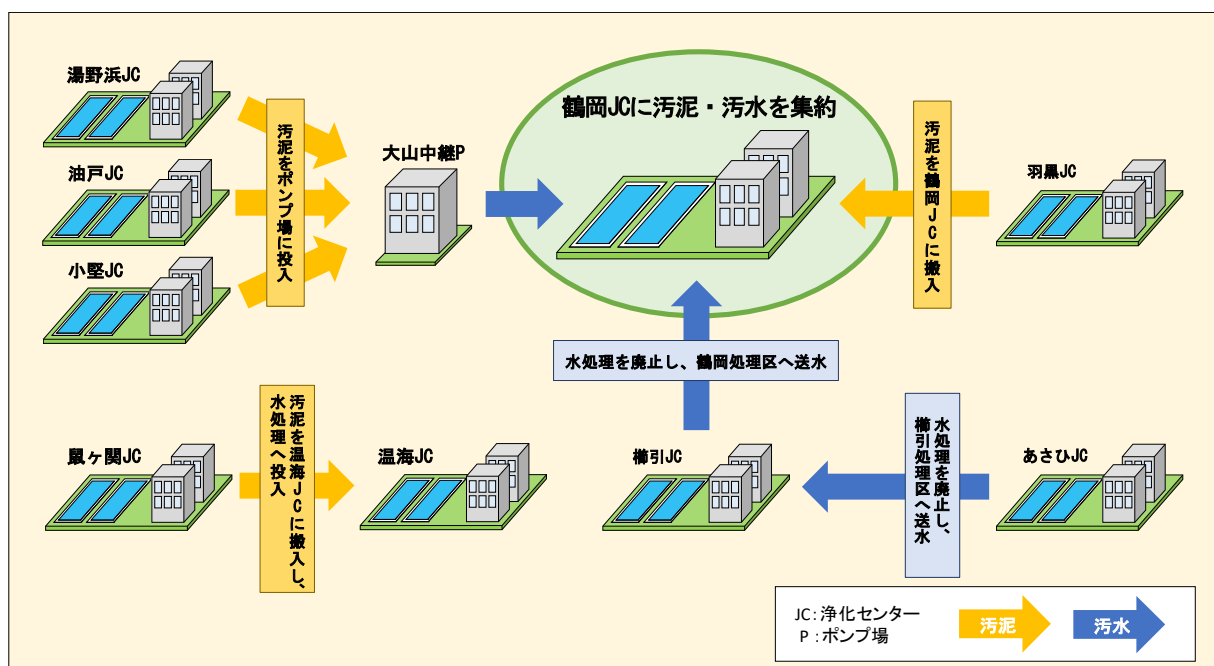 湯野浜JC
油戸JC
小堅JC
汚泥をポンプ場に投入
大山中継P
鶴岡JCに汚泥・汚水を集約
汚泥を鶴岡JCに搬入
羽黒JC
水処理を廃止し、鶴岡処理区へ送水
鼠ヶ関JC
汚泥を温海JCに搬入し、
水処理へ投入
温海JC
櫛引JC
水処理を廃止し、
櫛引処理区へ送水
あさひJC
JC:浄化センター
P:ポンプ場
汚泥
汚水